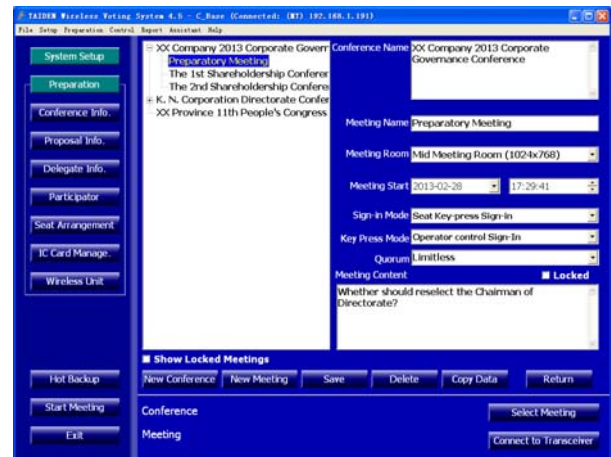 TAIDEN Wireless Voting System 4.5 - C_Base (Connected: (MT) 192.168.1.191)
File Setup Preparation Control Report Assistant Help
System Setup
Preparation
Conference Info.
Proposal Info.
Delegate Info.
Participator
Seat Arrangement
IC Card Manage.
Wireless Unit
Hot Backup
Start Meeting
Exit
XX Company 2013 Corporate Govern
Preparatory Meeting
The 1st Shareholdership Conferer
The 2nd Shareholdership Confere
K. N. Corporation Directorate Confer
XX Province 11th People's Congress
Show Locked Meetings
Conference Name XX Company 2013 Corporate
Governance Conference
Meeting Name Preparatory Meeting
Meeting Room Mid Meeting Room (1024x768)
Meeting Start 2013-02-28 17:29:41
Sign-in Mode Seat Key-press Sign-in
Key Press Mode Operator control Sign-In
Quorum Limitless
Meeting Content Locked
Whether should reselect the Chairman of
Directorate?
New Conference New Meeting Save Delete Copy Data Return
Conference
Meeting
Select Meeting
Connect to Transceiver